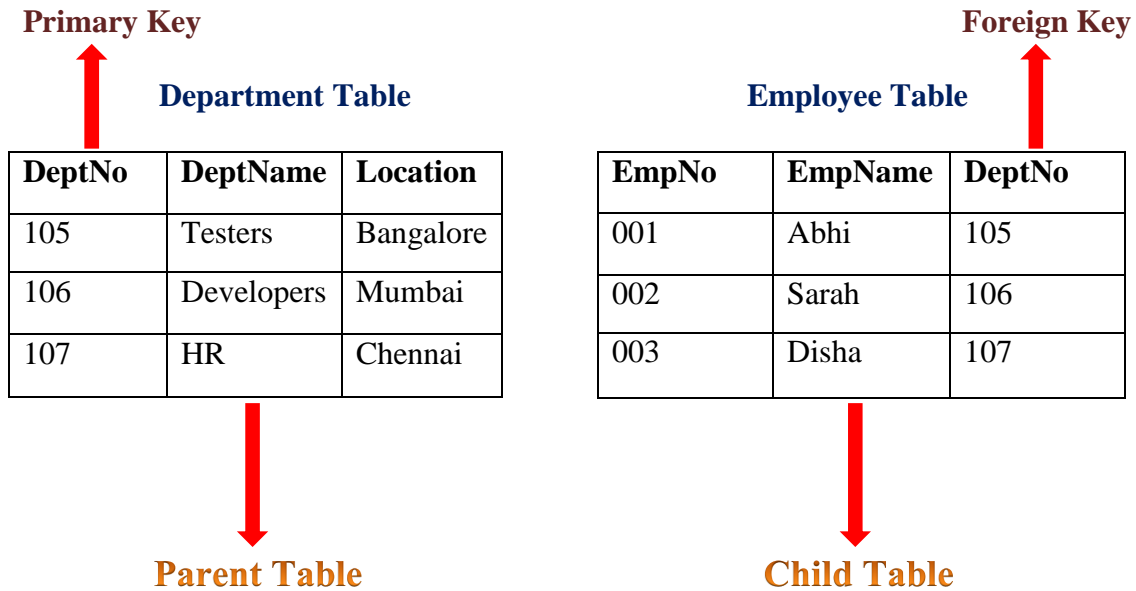 Primary Key
Foreign Key
Department Table
Employee Table
DeptNo DeptName Location
105 Testers Bangalore
106 Developers Mumbai
107 HR Chennai
EmpNo EmpName DeptNo
001 Abhi 105
002 Sarah 106
003 Disha 107
Parent Table
Child Table